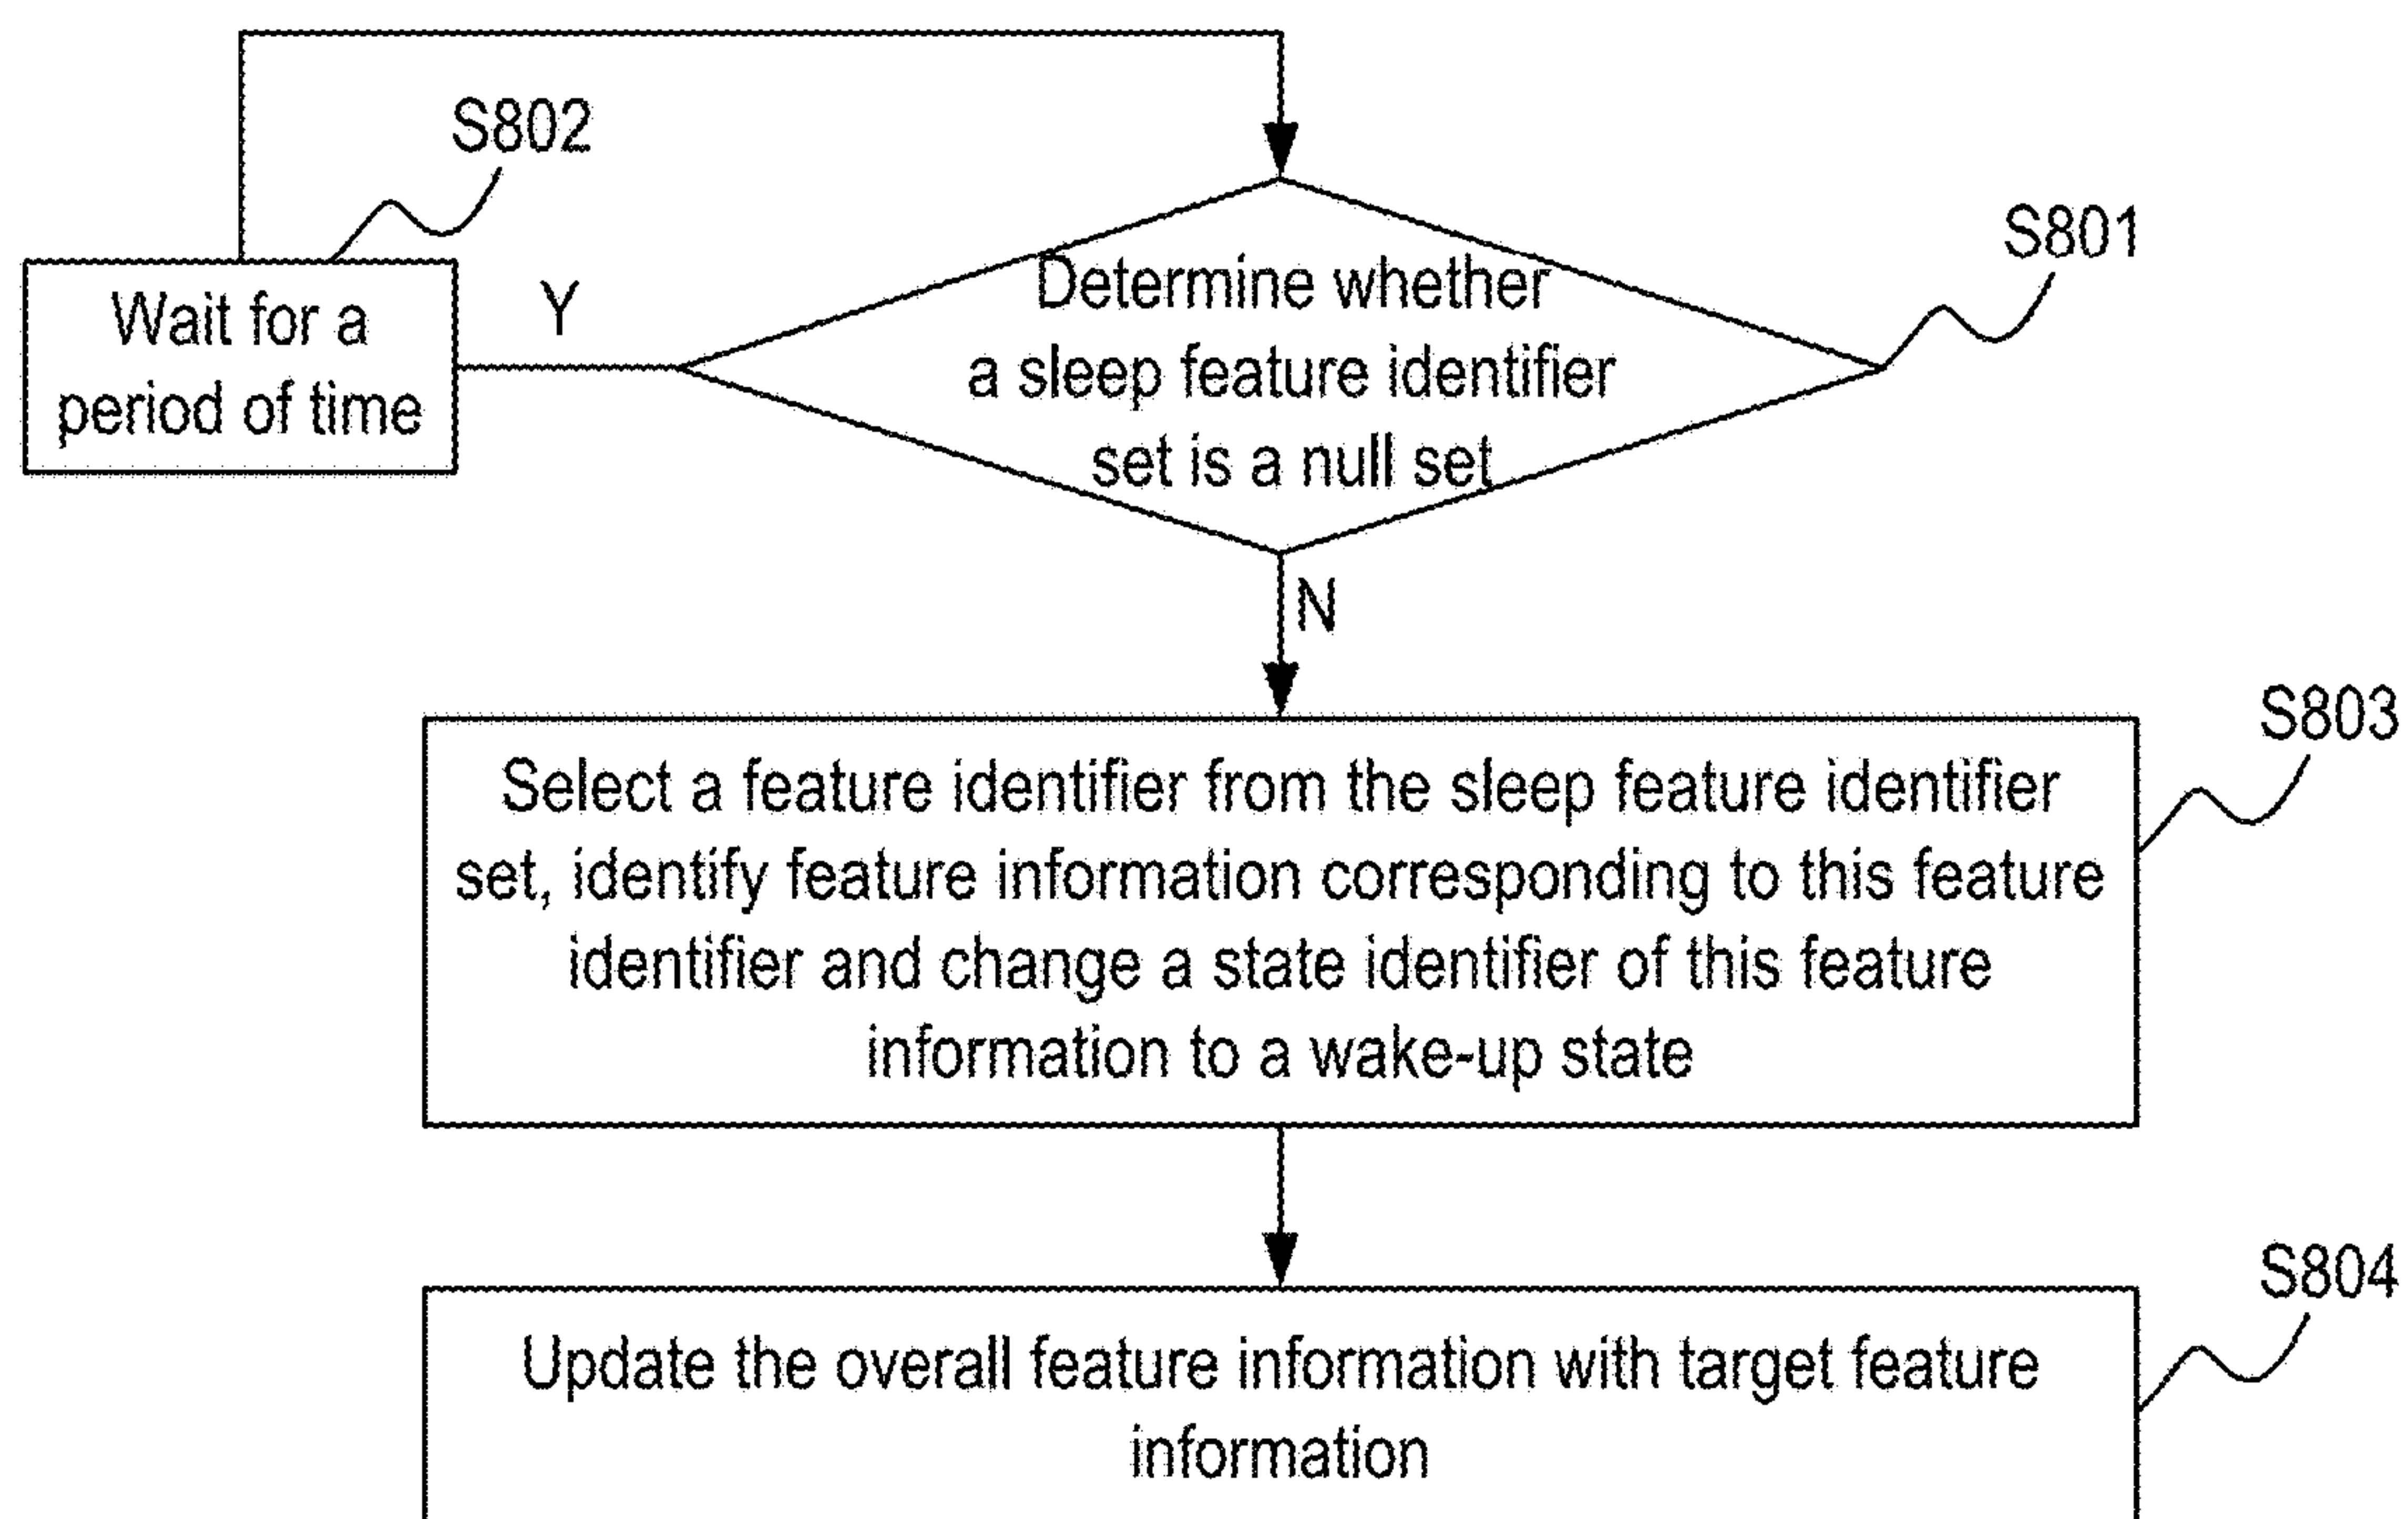 S802
S801
Wait for a
period of time
Y
Determine whether
a sleep feature identifier
set is a null set
N
S803
Select a feature identifier from the sleep feature identifier
set, identify feature information corresponding to this feature
identifier and change a state identifier of this feature
information to a wake-up state
S804
Update the overall feature information with target feature
information